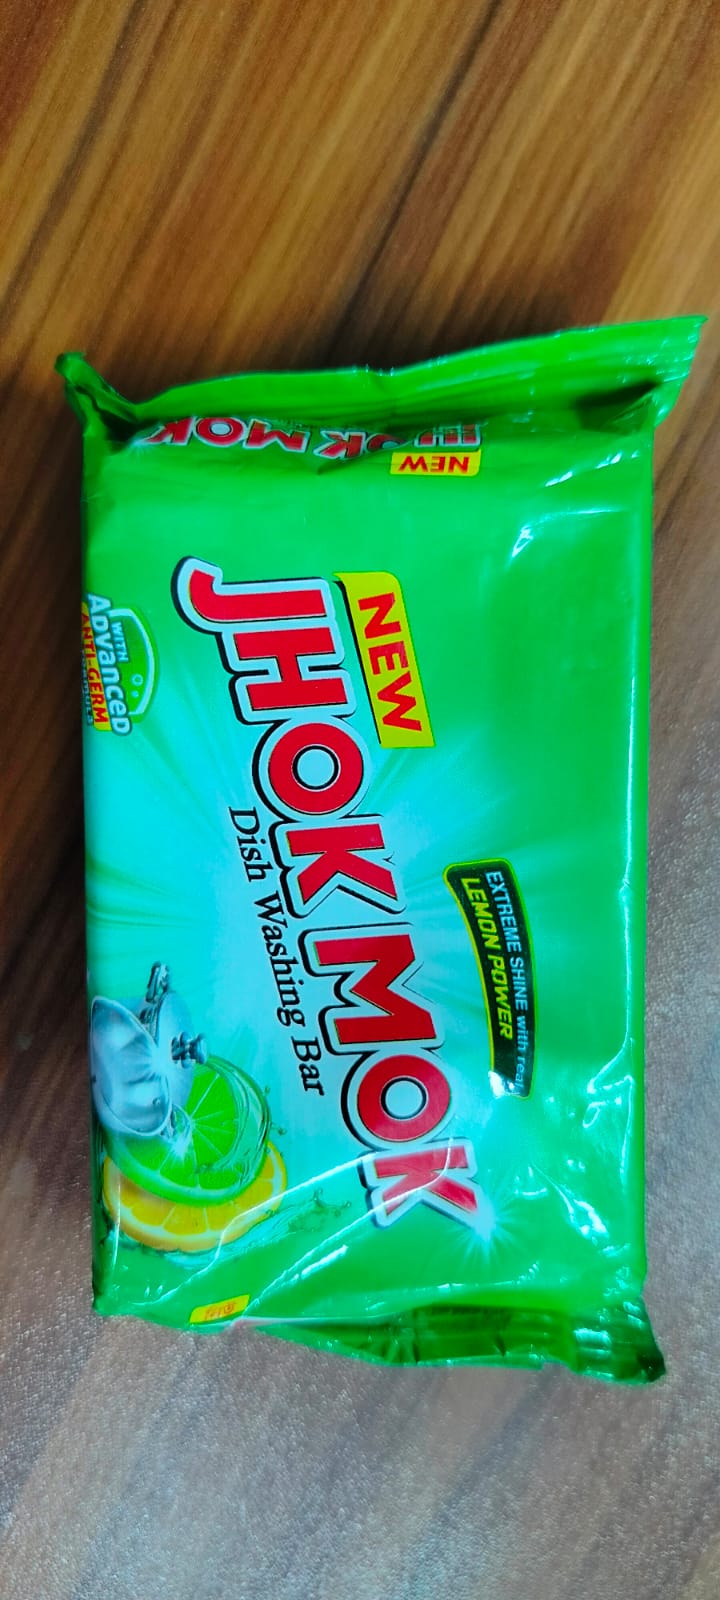 NEW
JHOK MOK
NEW
JHOK MOK
Dish Washing Bar
EXTREME SHINE with real
LEMON POWER
WITH
Advanced
ANTI-GERM